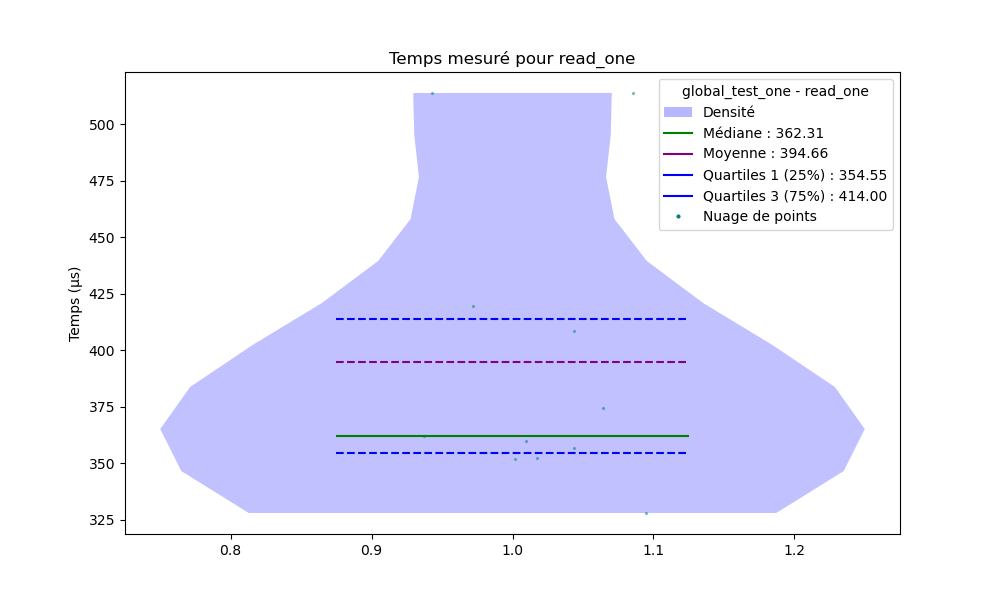 Temps mesuré pour read_one
global_test_one - read_one
Densité
Médiane : 362.31
Moyenne : 394.66
Quartiles 1 (25%) : 354.55
Quartiles 3 (75%) : 414.00
Nuage de points
Temps (µs)
500
475
450
425
400
375
350
325
0.8 0.9 1.0 1.1 1.2